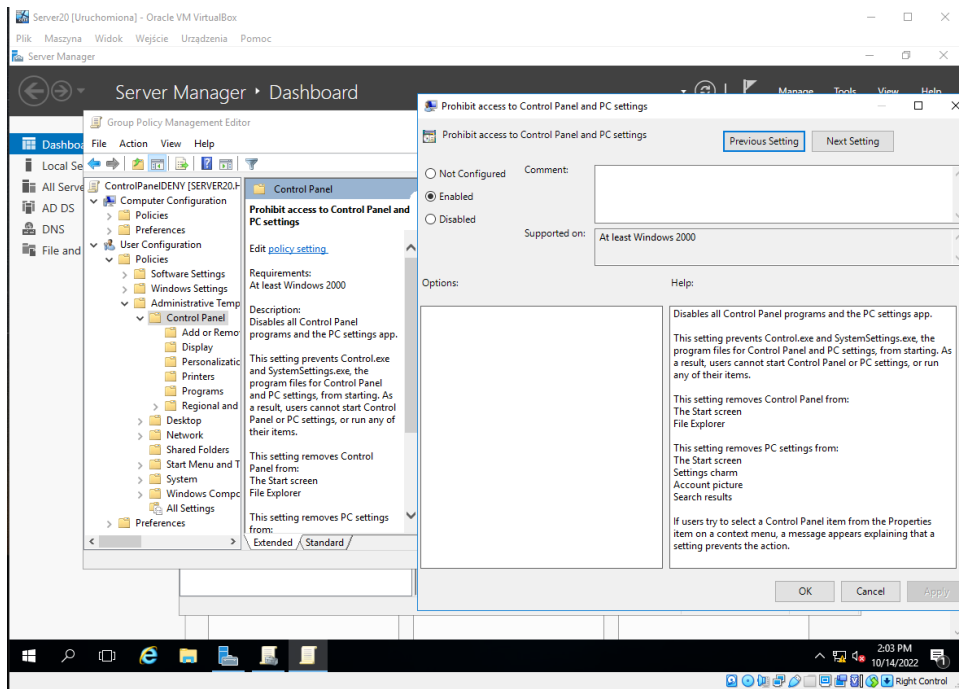 Server20 [Uruchomiona] - Oracle VM VirtualBox
Plik Maszyna Widok Wejście Urządzenia Pomoc
Server Manager
Server Manager • Dashboard
Manage Tools View Help
Dashboa
Local Se
All Serve
AD DS
DNS
File and
Group Policy Management Editor
File Action View Help
ControlPanelDENY [SERVER20.H
Computer Configuration
Policies
Preferences
User Configuration
Policies
Software Settings
Windows Settings
Administrative Temp
Control Panel
Add or Remo
Display
Personalizatic
Printers
Programs
Regional and
Desktop
Network
Shared Folders
Start Menu and T
System
Windows Compc
All Settings
Preferences
Control Panel
Prohibit access to Control Panel and
PC settings
Edit policy setting
Requirements:
At least Windows 2000
Description:
Disables all Control Panel
programs and the PC settings app.
This setting prevents Control.exe
and SystemSettings.exe, the
program files for Control Panel
and PC settings, from starting. As
a result, users cannot start Control
Panel or PC settings, or run any of
their items.
This setting removes Control
Panel from:
The Start screen
File Explorer
This setting removes PC settings
from:
Extended Standard
Prohibit access to Control Panel and PC settings
Prohibit access to Control Panel and PC settings
Previous Setting Next Setting
Not Configured
Enabled
Disabled
Comment:
Supported on:
At least Windows 2000
Options:
Help:
Disables all Control Panel programs and the PC settings app.
This setting prevents Control.exe and SystemSettings.exe, the
program files for Control Panel and PC settings, from starting. As
a result, users cannot start Control Panel or PC settings, or run
any of their items.
This setting removes Control Panel from:
The Start screen
File Explorer
This setting removes PC settings from:
The Start screen
Settings charm
Account picture
Search results
If users try to select a Control Panel item from the Properties
item on a context menu, a message appears explaining that a
setting prevents the action.
OK Cancel Apply
2:03 PM
10/14/2022
1
Right Control